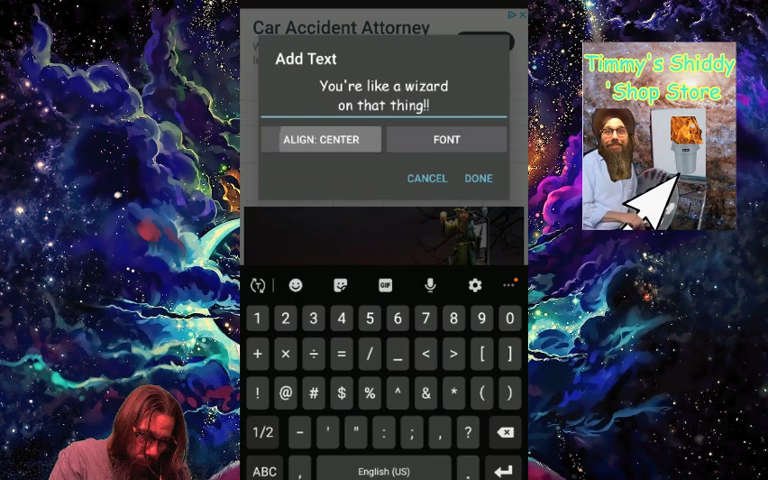 Car Accident Attorney
Add Text
You're like a wizard
on that thing!!
ALIGN: CENTER
FONT
CANCEL
DONE
GIF
1 2 3 4 5 6 7 8 9 0
+ × ÷ = / _ < > [ ]
! @ # $ % ^ & * ( )
1/2 - ' " : ; , ?
ABC , English (US) .
Timmy's Shiddy
'Shop Store